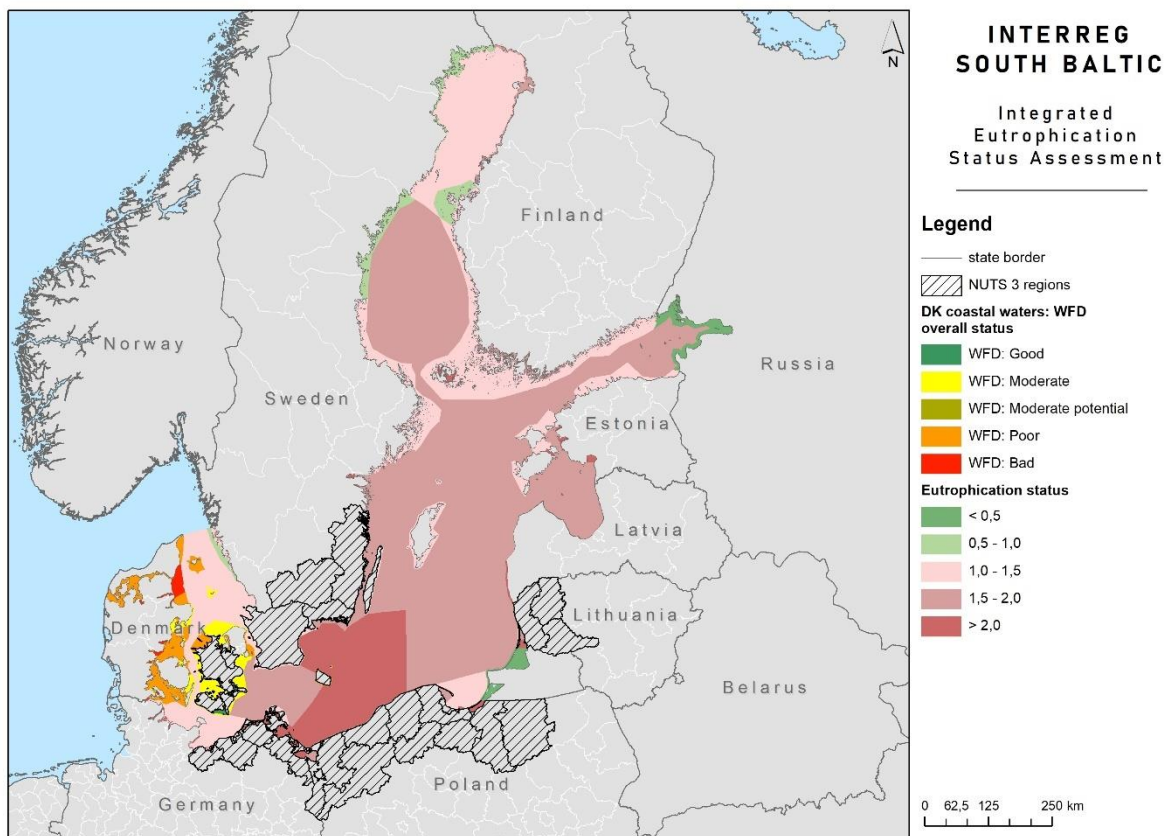 INTERREG
SOUTH BALTIC
Integrated
Eutrophication
Status Assessment
N
Norway
Sweden
Finland
Russia
Estonia
Latvia
Lithuania
Belarus
Denmark
Germany
Poland
Legend
state border
NUTS 3 regions
DK coastal waters: WFD
overall status
WFD: Good
WFD: Moderate
WFD: Moderate potential
WFD: Poor
WFD: Bad
Eutrophication status
< 0,5
0,5 - 1,0
1,0 - 1,5
1,5 - 2,0
> 2,0
0 62,5 125 250 km